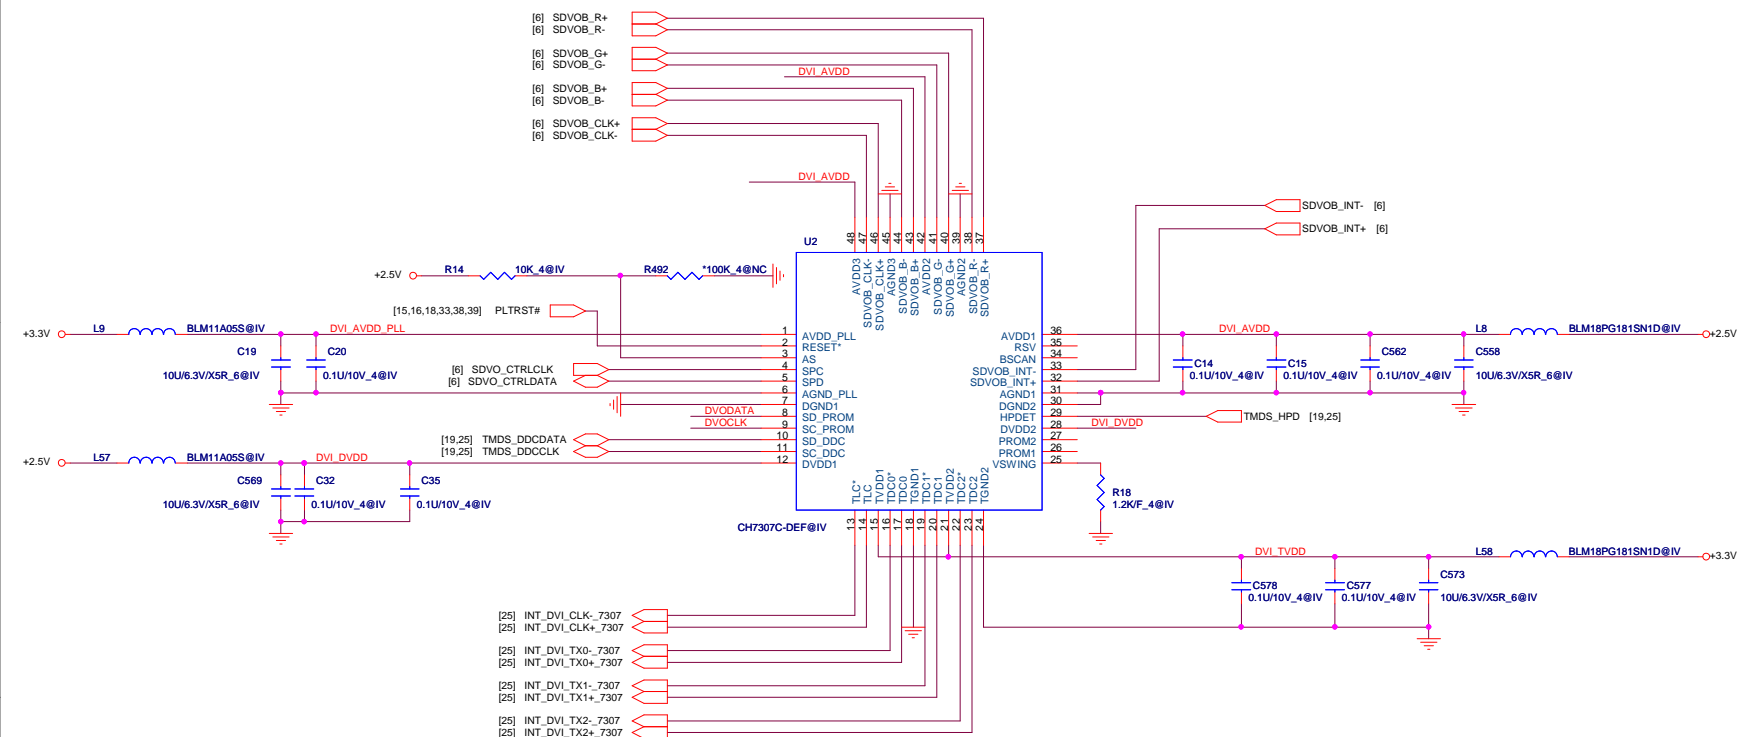 [6] SDVOB_R+
[6] SDVOB_R-
[6] SDVOB_G+
[6] SDVOB_G-
DVI_AVDD
[6] SDVOB_B+
[6] SDVOB_B-
[6] SDVOB_CLK+
[6] SDVOB_CLK-
DVI_AVDD
SDVOB_INT- [6]
SDVOB_INT+ [6]
U2
48 47 46 45 44 43 42 41 40 39 38 37
AVDD3
SDVOB_CLK-
SDVOB_CLK+
AGND3
SDVOB_B-
SDVOB_B+
AVDD2
SDVOB_G-
SDVOB_G+
AGND2
SDVOB_R-
SDVOB_R+
+2.5V R14 10K_4@IV R492 *100K_4@NC
[15,16,18,33,38,39] PLTRST#
+3.3V L9 BLM11A05S@IV DVI_AVDD_PLL
C19 C20
10U/6.3V/X5R_6@IV 0.1U/10V_4@IV
[6] SDVO_CTRLCLK
[6] SDVO_CTRLDATA
DVODATA
DVOCLK
[19,25] TMDS_DDCDATA
[19,25] TMDS_DDCCLK
+2.5V L57 BLM11A05S@IV DVI_DVDD
C569 C32 C35
10U/6.3V/X5R_6@IV 0.1U/10V_4@IV 0.1U/10V_4@IV
1 AVDD_PLL
2 RESET*
3 AS
4 SPC
5 SPD
6 AGND_PLL
7 DGND1
8 SD_PROM
9 SC_PROM
10 SD_DDC
11 SC_DDC
12 DVDD1
AVDD1 36
RSV 35
BSCAN 34
SDVOB_INT- 33
SDVOB_INT+ 32
AGND1 31
DGND2 30
HPDET 29
DVDD2 28
PROM2 27
PROM1 26
VSWING 25
DVI_AVDD L8 BLM18PG181SN1D@IV +2.5V
C14 C15 C562 C558
0.1U/10V_4@IV 0.1U/10V_4@IV 0.1U/10V_4@IV 10U/6.3V/X5R_6@IV
TMDS_HPD [19,25]
DVI_DVDD
R18
1.2K/F_4@IV
TLC*
TLC
TVDD1
TDC0*
TDC0
TGND1
TDC1*
TDC1
TVDD2
TDC2*
TDC2
TGND2
CH7307C-DEF@IV
13 14 15 16 17 18 19 20 21 22 23 24
DVI_TVDD L58 BLM18PG181SN1D@IV +3.3V
C578 C577 C573
0.1U/10V_4@IV 0.1U/10V_4@IV 10U/6.3V/X5R_6@IV
[25] INT_DVI_CLK-_7307
[25] INT_DVI_CLK+_7307
[25] INT_DVI_TX0-_7307
[25] INT_DVI_TX0+_7307
[25] INT_DVI_TX1-_7307
[25] INT_DVI_TX1+_7307
[25] INT_DVI_TX2-_7307
[25] INT_DVI_TX2+_7307